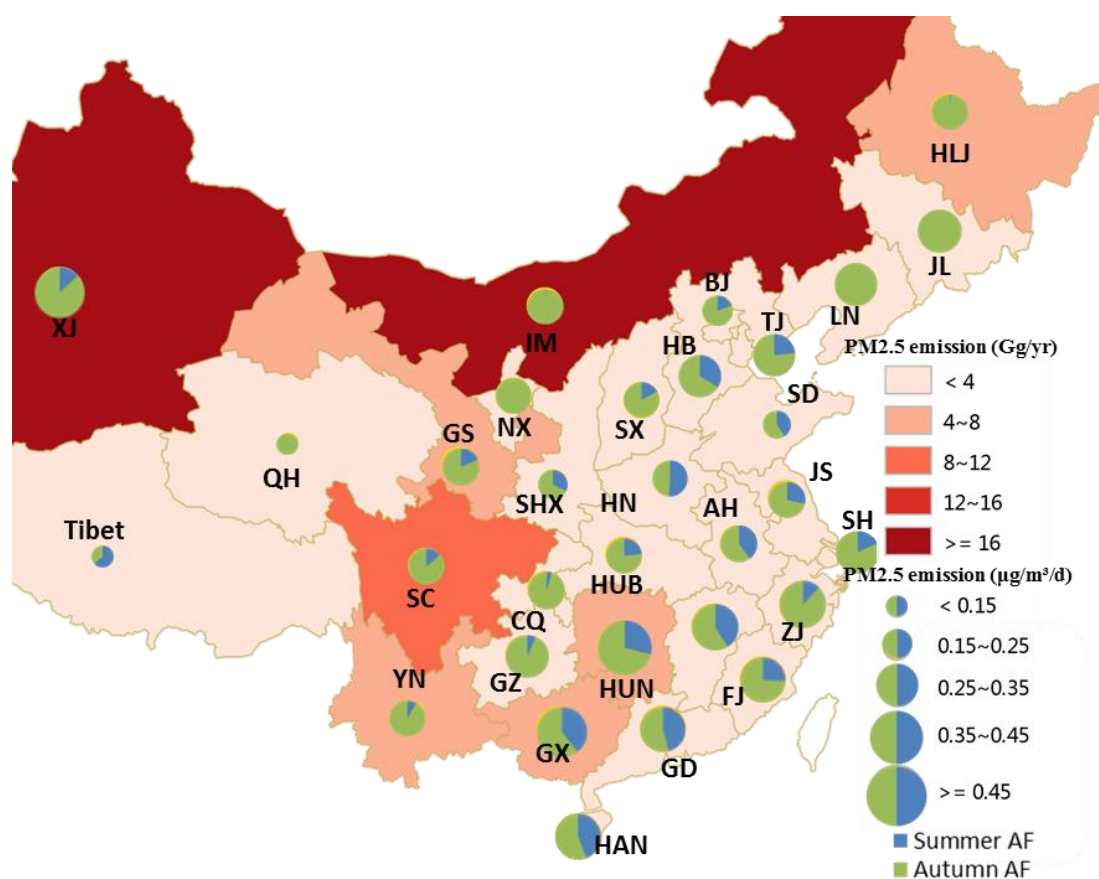 HLJ
JL
BJ
LN
XJ
IM
TJ
HB
PM2.5 emission (Gg/yr)
< 4
SD
NX
SX
4~8
GS
QH
8~12
JS
SHX
HN
AH
12~16
Tibet
SH
>= 16
HUB
PM2.5 emission (μg/m³/d)
SC
< 0.15
CQ
ZJ
0.15~0.25
YN
GZ
HUN
FJ
0.25~0.35
GX
0.35~0.45
GD
>= 0.45
HAN
Summer AF
Autumn AF